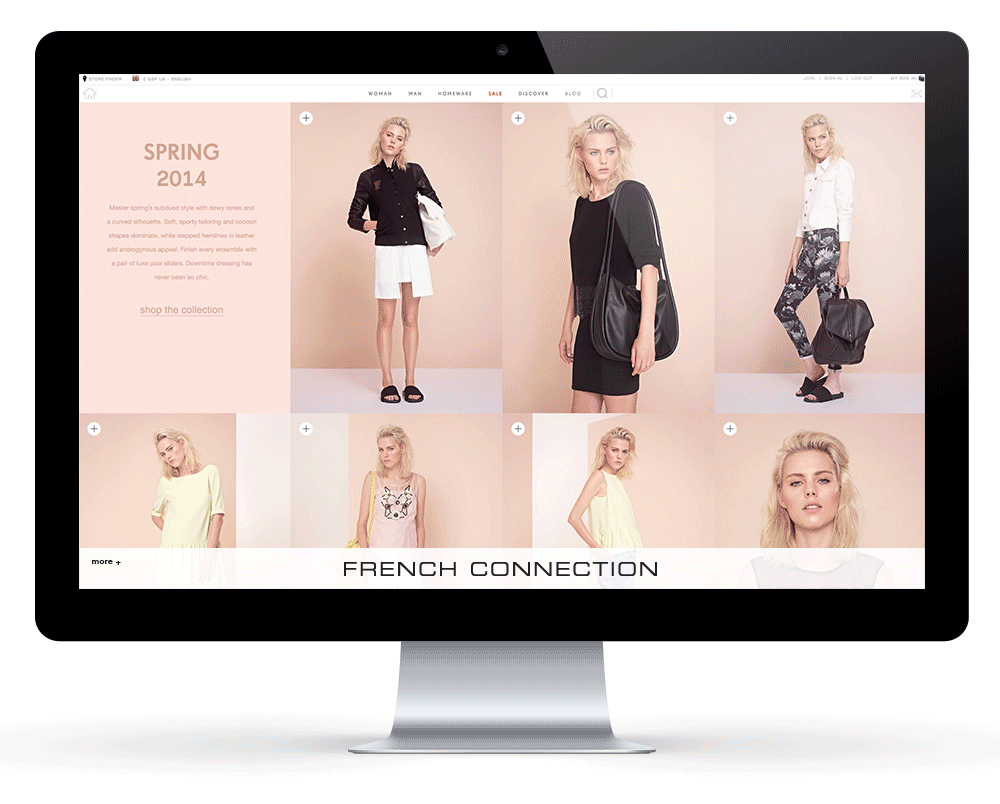 STORE FINDER £ GBP UK - ENGLISH JOIN | SIGN IN | LOG OUT MY BAG (0)
WOMAN MAN HOMEWARE SALE DISCOVER BLOG
SPRING
2014
Master spring's subdued style with dewy tones and
a curved silhouette. Soft, sporty tailoring and cocoon
shapes dominate, while stepped hemlines in leather
add androgynous appeal. Finish every ensemble with
a pair of luxe pool sliders. Downtime dressing has
never been so chic.
shop the collection
more +
FRENCH CONNECTION